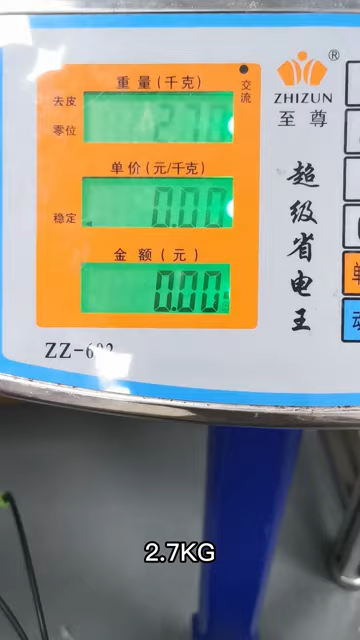 重量(千克)
去皮
零位
交流
ZHIZUN
至尊
®
单价(元/千克)
稳定
0.00
金额(元)
0.00
超级省电王
2.7KG